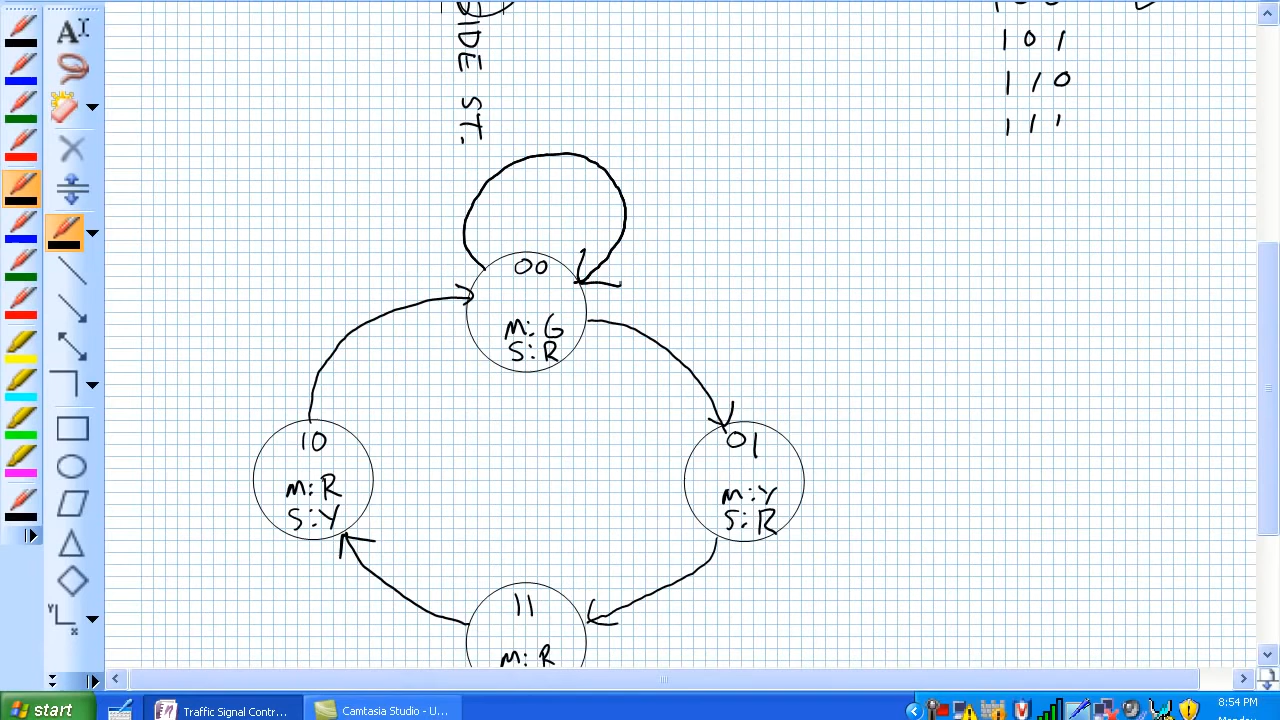 IDE ST.
1 0 1
1 1 0
1 1 1
00
M: G
S: R
10
M: R
S: Y
01
M: Y
S: R
11
M: R
start
Traffic Signal Contr...
Camtasia Studio - U...
8:54 PM